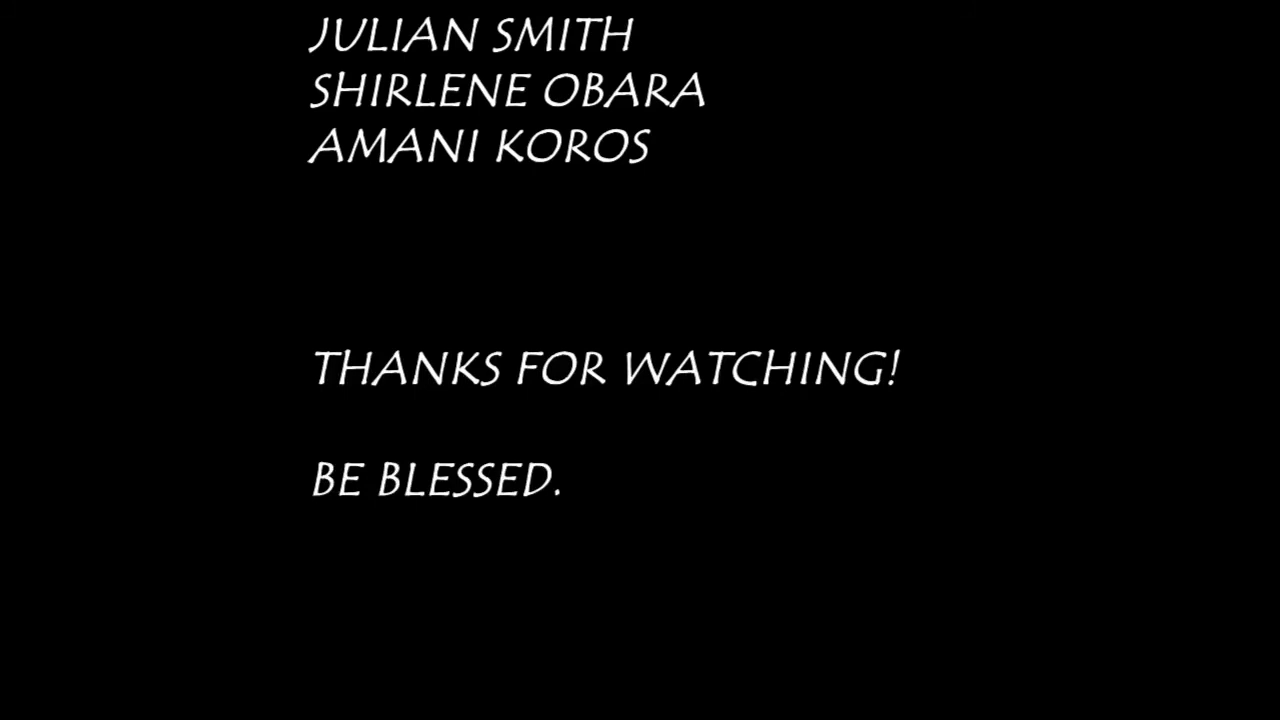 JULIAN SMITH
SHIRLENE OBARA
AMANI KOROS
THANKS FOR WATCHING!
BE BLESSED.